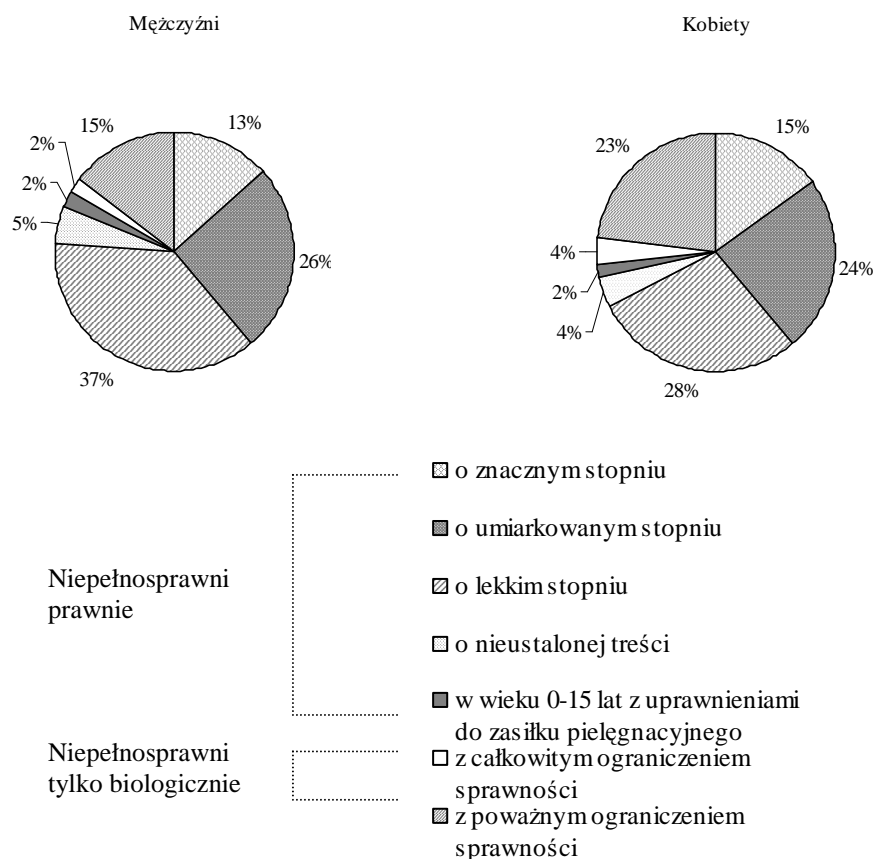 Mężczyźni
Kobiety
15%
13%
2%
2%
5%
26%
37%
15%
23%
4%
2%
4%
24%
28%
Niepełnosprawni
prawnie
o znacznym stopniu
o umiarkowanym stopniu
o lekkim stopniu
o nieustalonej treści
w wieku 0-15 lat z uprawnieniami
do zasiłku pielęgnacyjnego
Niepełnosprawni
tylko biologicznie
z całkowitym ograniczeniem
sprawności
z poważnym ograniczeniem
sprawności